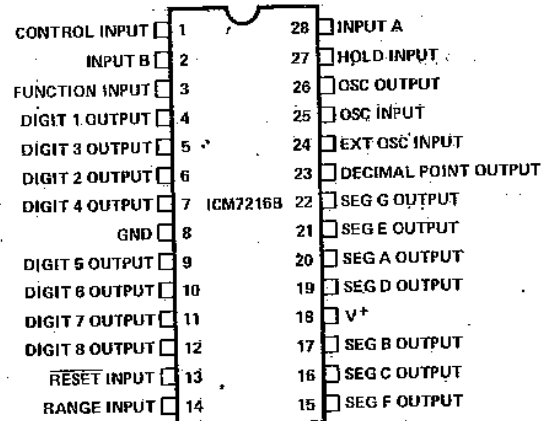 CONTROL INPUT 1 28 INPUT A
INPUT B 2 27 HOLD INPUT
FUNCTION INPUT 3 26 OSC OUTPUT
DIGIT 1 OUTPUT 4 25 OSC INPUT
DIGIT 3 OUTPUT 5 24 EXT OSC INPUT
DIGIT 2 OUTPUT 6 23 DECIMAL POINT OUTPUT
DIGIT 4 OUTPUT 7 ICM7216B 22 SEG G OUTPUT
GND 8 21 SEG E OUTPUT
DIGIT 5 OUTPUT 9 20 SEG A OUTPUT
DIGIT 6 OUTPUT 10 19 SEG D OUTPUT
DIGIT 7 OUTPUT 11 18 V+
DIGIT 8 OUTPUT 12 17 SEG B OUTPUT
RESET INPUT 13 16 SEG C OUTPUT
RANGE INPUT 14 15 SEG F OUTPUT